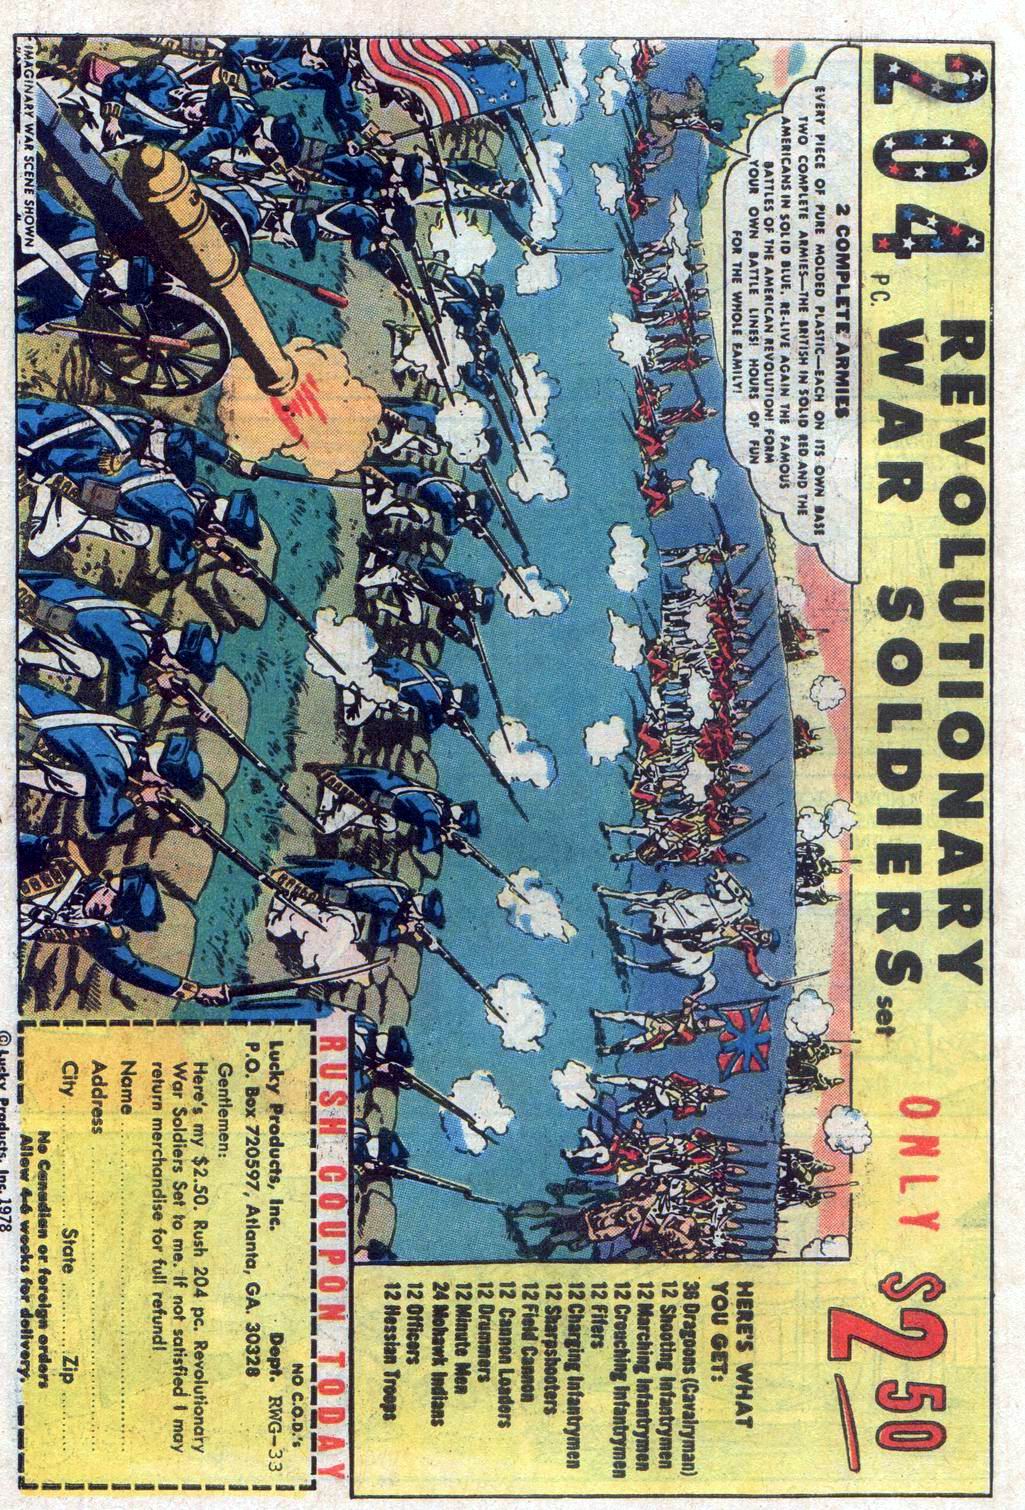 204 PC. REVOLUTIONARY
WAR SOLDIERS set
ONLY $2 50
2 COMPLETE ARMIES
EVERY PIECE OF PURE MOLDED PLASTIC—EACH ON ITS OWN BASE
TWO COMPLETE ARMIES—THE BRITISH IN SOLID RED AND THE
AMERICANS IN SOLID BLUE. RE-LIVE AGAIN THE FAMOUS
BATTLES OF THE AMERICAN REVOLUTION! FORM
YOUR OWN BATTLE LINES! HOURS OF FUN
FOR THE WHOLE FAMILY!
HERE'S WHAT
YOU GET:
36 Dragoons (Cavalryman)
12 Shooting Infantrymen
12 Marching Infantrymen
12 Crouching Infantrymen
12 Fifers
12 Charging Infantrymen
12 Sharpshooters
12 Field Cannon
12 Cannon Loaders
12 Drummers
12 Minute Men
24 Mohawk Indians
12 Officers
12 Hessian Troops
IMAGINARY WAR SCENE SHOWN
RUSH COUPON TODAY
NO C.O.D.'s
Lucky Products, Inc. Dept. RWG-33
P.O. Box 720597, Atlanta, GA. 30328
Gentlemen:
Here's my $2.50. Rush 204 pc. Revolutionary
War Soldiers Set to me. If not satisfied I may
return merchandise for full refund!
Name
Address
City State Zip
No Canadian or foreign orders
Allow 4-6 weeks for delivery.
© Lucky Products, Inc. 1978